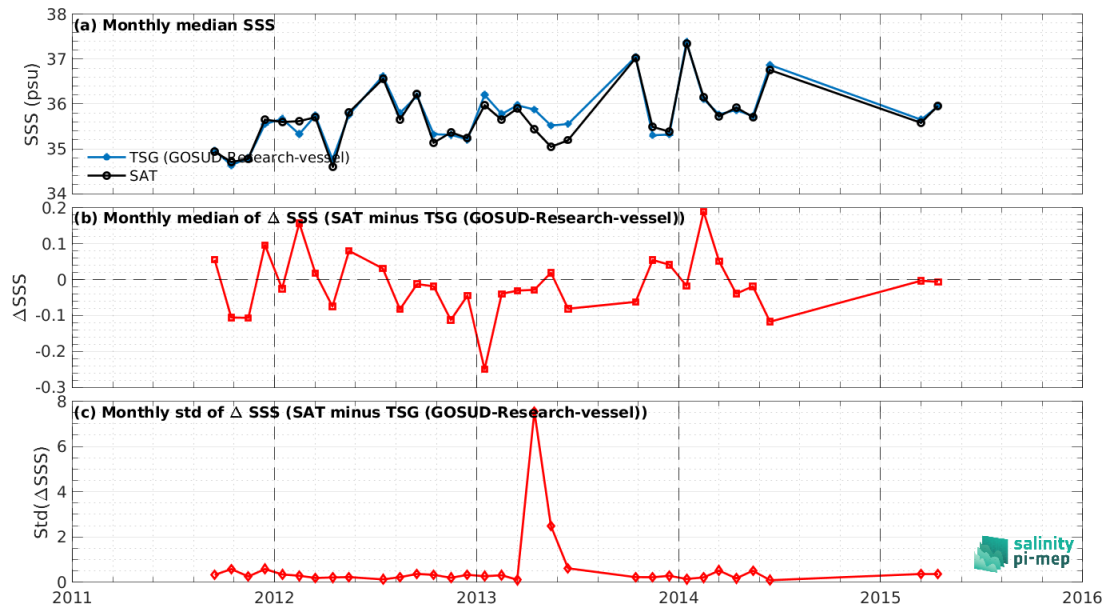 (a) Monthly median SSS
38
37
36
35
34
SSS (psu)
TSG (GOSUD-Research-vessel)
SAT
(b) Monthly median of Δ SSS (SAT minus TSG (GOSUD-Research-vessel))
0.2
0.1
0
-0.1
-0.2
-0.3
ΔSSS
(c) Monthly std of Δ SSS (SAT minus TSG (GOSUD-Research-vessel))
8
6
4
2
0
Std(ΔSSS)
2011 2012 2013 2014 2015 2016
salinity
pi-mep